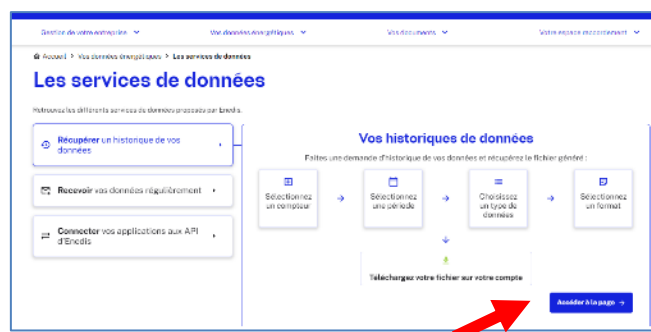 Gestion de votre entreprise Vos données énergétiques Vos documents Votre espace raccordement
Accueil > Vos données énergétiques > Les services de données
Les services de données
Retrouvez les différents services de données proposés par Enedis.
Récupérer un historique de vos
données
Recevoir vos données régulièrement
Connecter vos applications aux API
d'Enedis
Vos historiques de données
Faites une demande d'historique de vos données et récupérez le fichier généré :
Sélectionnez
un compteur
Sélectionnez
une période
Choisissez
un type de
données
Sélectionnez
un format
Téléchargez votre fichier sur votre compte
Accéder à la page →